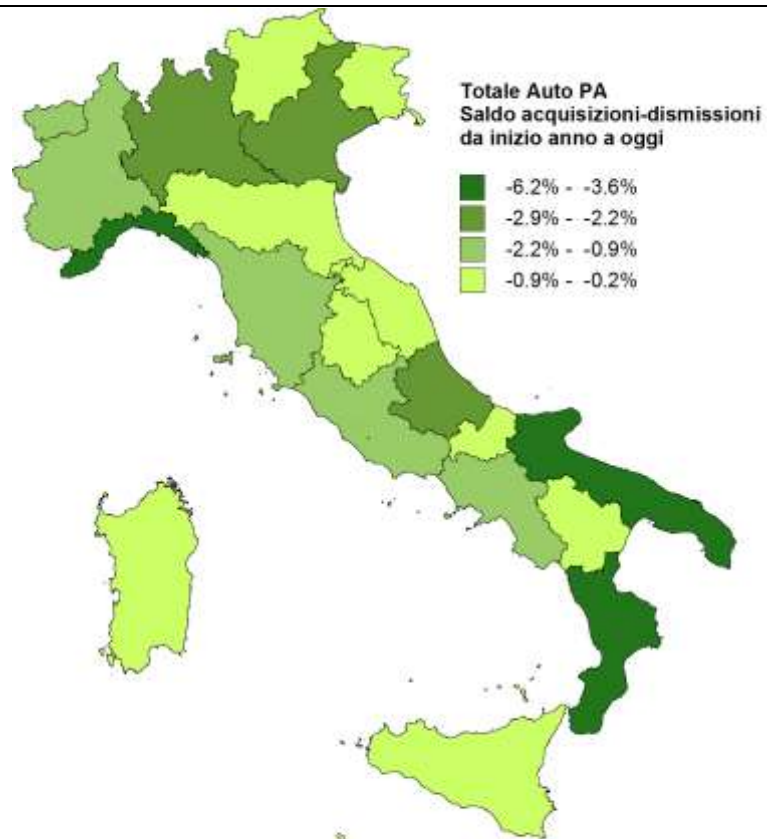 Totale Auto PA
Saldo acquisizioni-dismissioni
da inizio anno a oggi
-6.2% - -3.6%
-2.9% - -2.2%
-2.2% - -0.9%
-0.9% - -0.2%